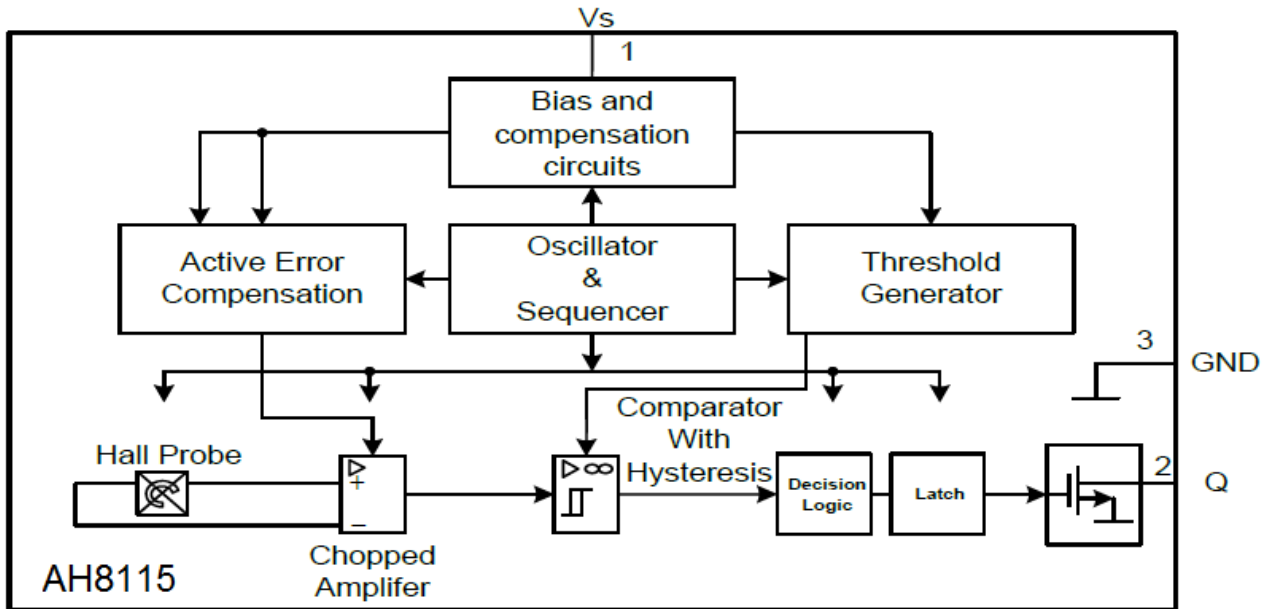 Vs
1
Bias and
compensation
circuits
Active Error
Compensation
Oscillator
&
Sequencer
Threshold
Generator
3
GND
Comparator
With
Hysteresis
Hall Probe
+
−
∞
Decision
Logic
Latch
2
Q
Chopped
Amplifer
AH8115